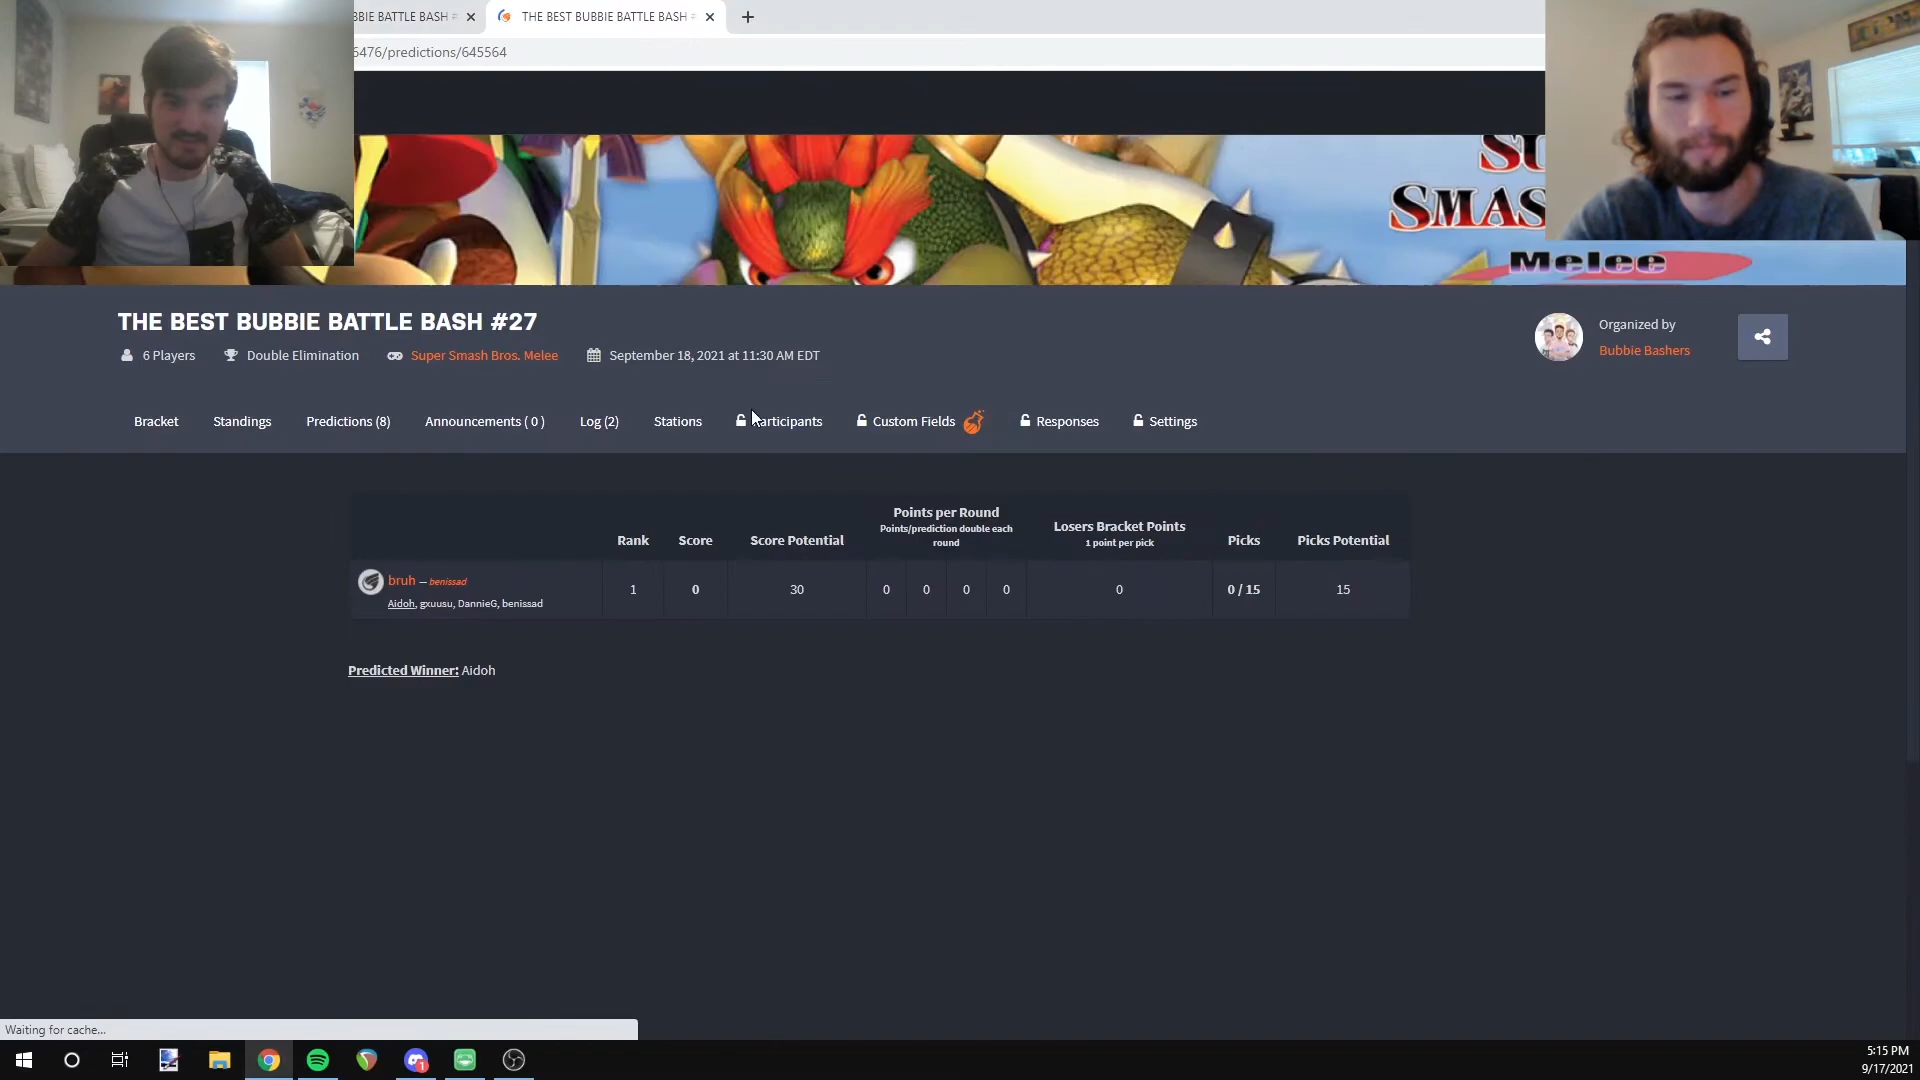 BBIE BATTLE BASH #
THE BEST BUBBIE BATTLE BASH #
6476/predictions/645564
SMAS
Melee
THE BEST BUBBIE BATTLE BASH #27
6 Players Double Elimination Super Smash Bros. Melee September 18, 2021 at 11:30 AM EDT
Organized by
Bubbie Bashers
Bracket Standings Predictions (8) Announcements ( 0 ) Log (2) Stations Participants Custom Fields Responses Settings
Rank Score Score Potential Points per Round Losers Bracket Points Picks Picks Potential
Points/prediction double each
round
1 point per pick
bruh — benissad 1 0 30 0 0 0 0 0 0 / 15 15
Aidoh, gxuusu, DannieG, benissad
Predicted Winner: Aidoh
Waiting for cache...
1
5:15 PM
9/17/2021